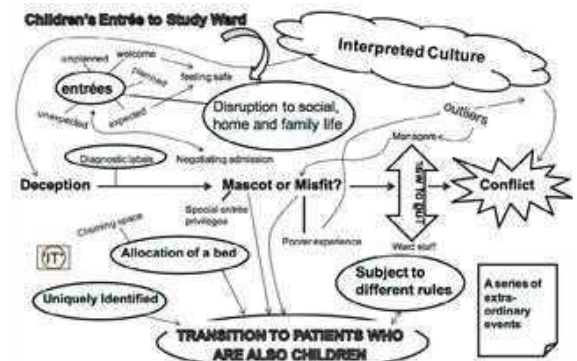 Children's Entrée to Study Ward
unplanned
welcome
planned
feeling safe
entrées
unexpected
expected
Interpreted Culture
Disruption to social,
home and family life
outliers
Managers
Diagnostic labels
Negotiating admission
Deception
Mascot or Misfit?
Conflict
Special entrée
privileges
Claiming space
Power experience
Ward staff
IT'
Allocation of a bed
Subject to
different rules
Uniquely Identified
A series of
extra-
ordinary
events
TRANSITION TO PATIENTS WHO
ARE ALSO CHILDREN